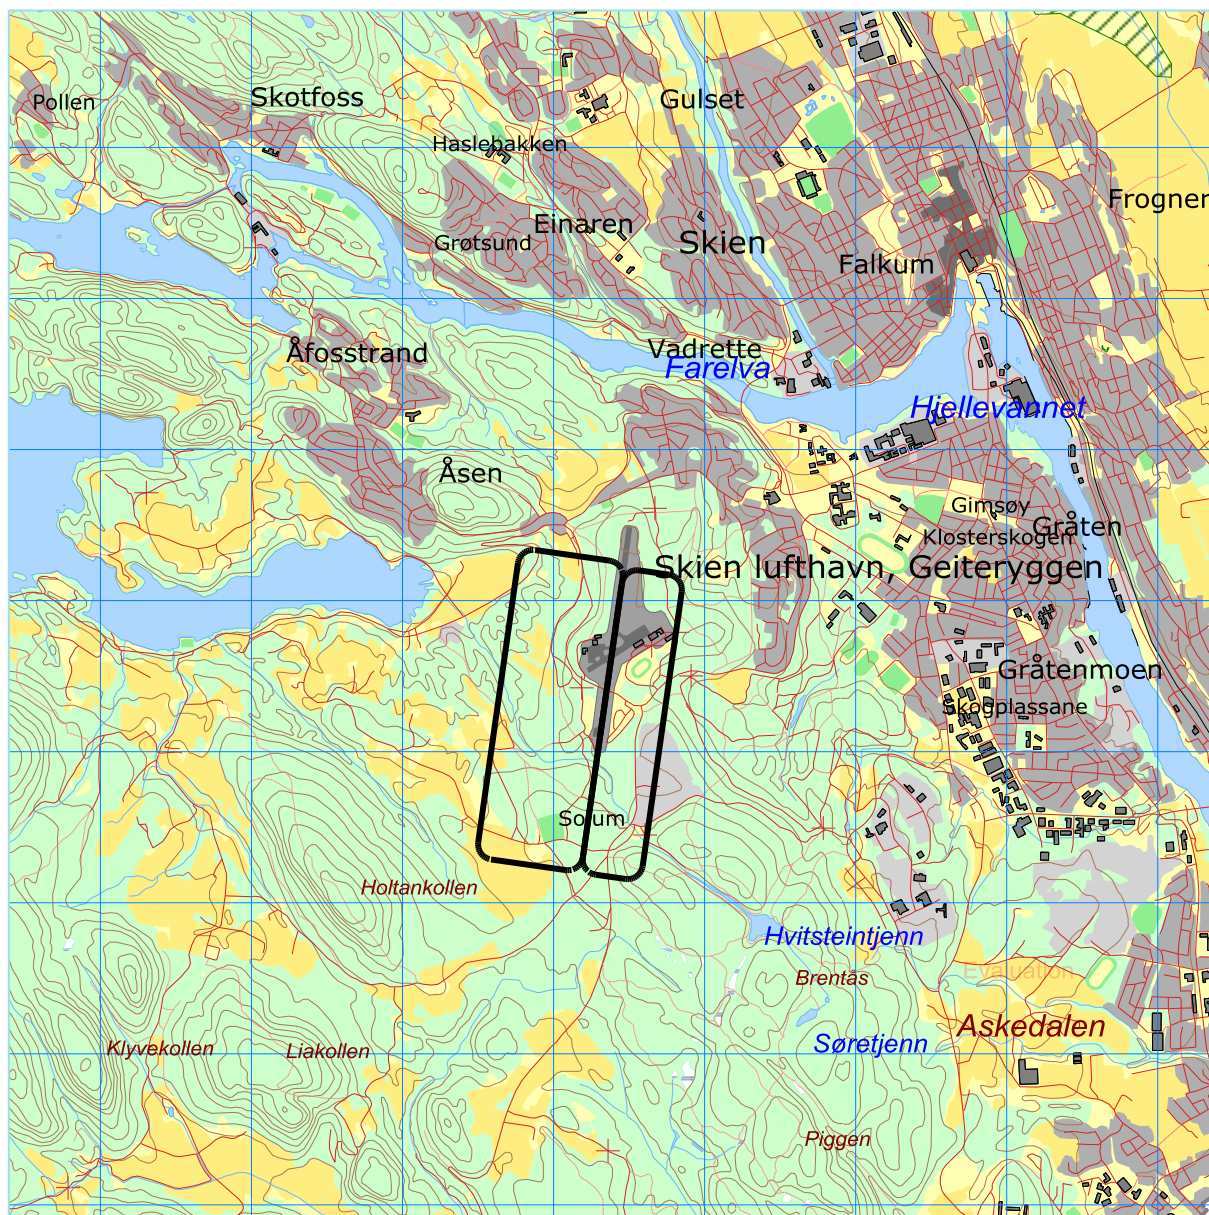 Skotfoss
Gulset
Pollen
Haslebakken
Frogner
Einaren
Grøtsund
Skien
Falkum
Vadrette
Åfosstrand
Farelva
Hjellevannet
Åsen
Gimsøy
Gråten
Klosterskogen
Skien lufthavn, Geiteryggen
Gråtenmoen
Skogplassane
Solum
Holtankollen
Hvitsteintjenn
Evaluation
Brentås
Askedalen
Klyvekollen
Liakollen
Søretjenn
Piggen